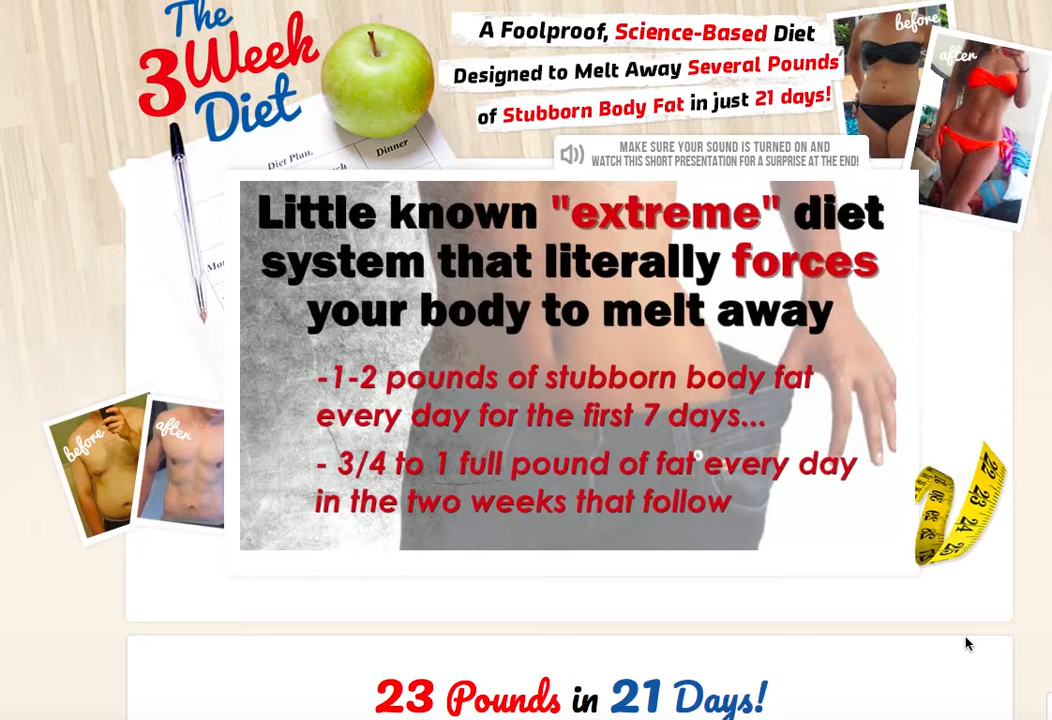 The
3 Week
Diet
A Foolproof, Science-Based Diet
Designed to Melt Away Several Pounds
of Stubborn Body Fat in just 21 days!
before
after
Diet Plan.
Dinner
MAKE SURE YOUR SOUND IS TURNED ON AND
WATCH THIS SHORT PRESENTATION FOR A SURPRISE AT THE END!
Little known "extreme" diet
system that literally forces
your body to melt away
-1-2 pounds of stubborn body fat
every day for the first 7 days...
- 3/4 to 1 full pound of fat every day
in the two weeks that follow
before
after
22
23
24
25
23 Pounds in 21 Days!